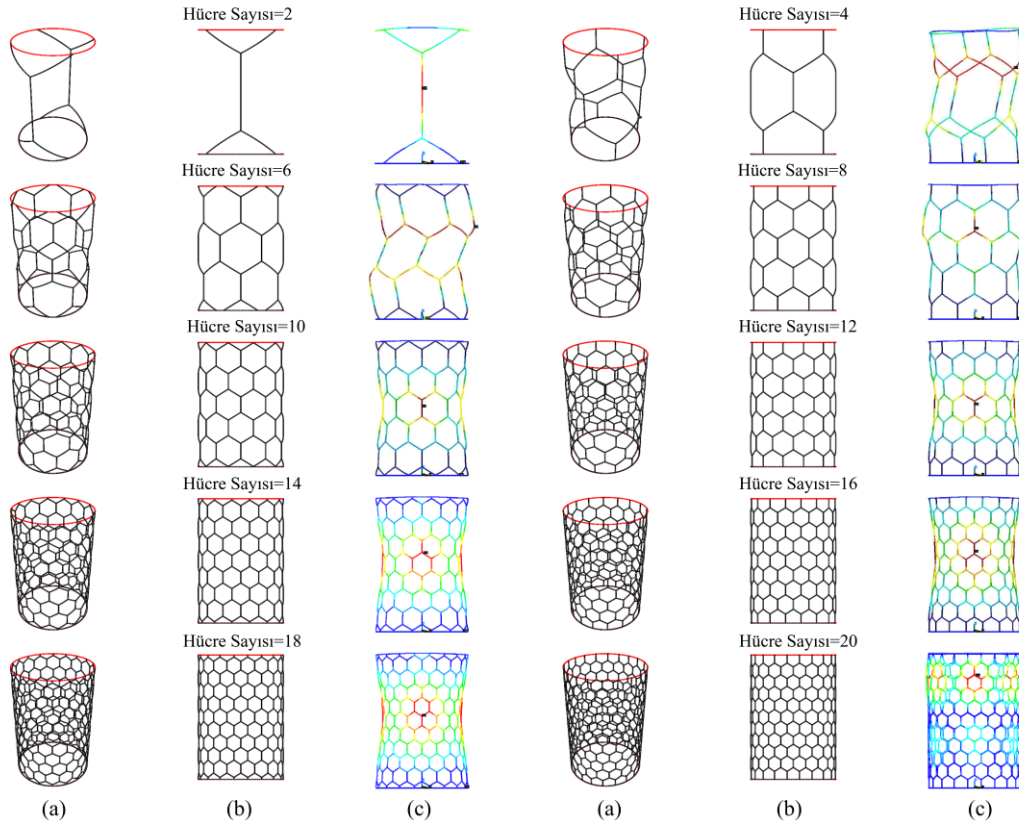 Hücre Sayısı=2
Hücre Sayısı=4
Hücre Sayısı=6
Hücre Sayısı=8
Hücre Sayısı=10
Hücre Sayısı=12
Hücre Sayısı=14
Hücre Sayısı=16
Hücre Sayısı=18
Hücre Sayısı=20
(a) (b) (c) (a) (b) (c)